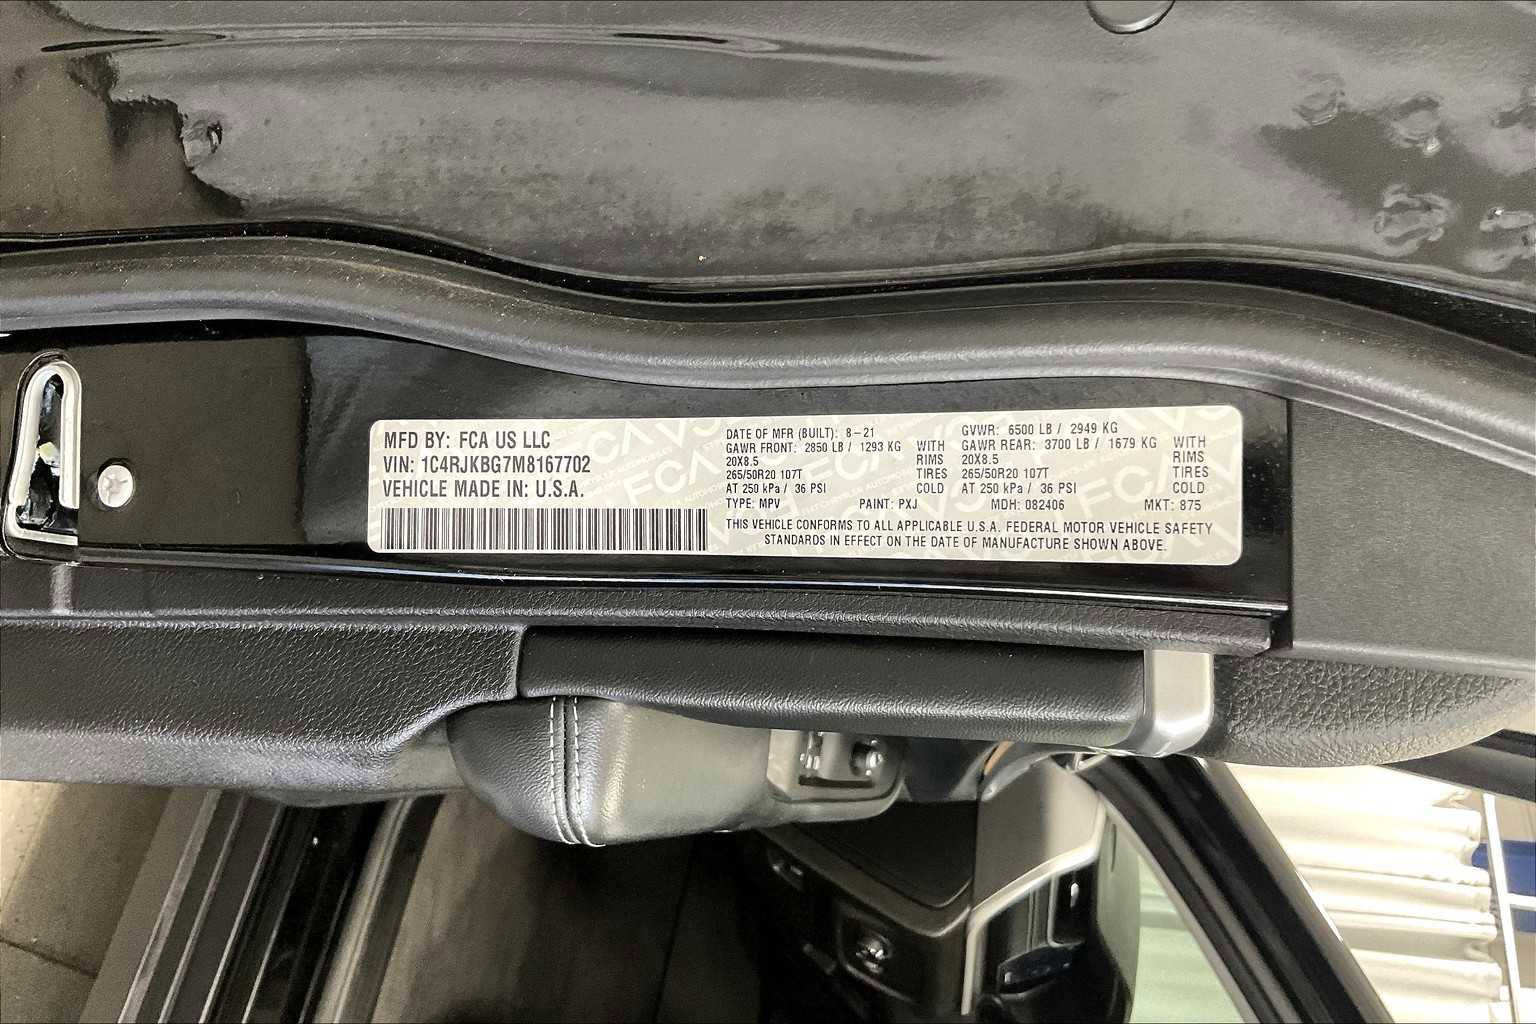 MFD BY: FCA US LLC
VIN: 1C4RJKBG7M8167702
VEHICLE MADE IN: U.S.A.
DATE OF MFR (BUILT): 8-21
GAWR FRONT: 2850 LB / 1293 KG WITH
20X8.5 RIMS
265/50R20 107T TIRES
AT 250 kPa / 36 PSI COLD
GVWR: 6500 LB / 2949 KG
GAWR REAR: 3700 LB / 1679 KG WITH
20X8.5 RIMS
265/50R20 107T TIRES
AT 250 kPa / 36 PSI COLD
TYPE: MPV PAINT: PXJ MDH: 082406 MKT: 875
THIS VEHICLE CONFORMS TO ALL APPLICABLE U.S.A. FEDERAL MOTOR VEHICLE SAFETY
STANDARDS IN EFFECT ON THE DATE OF MANUFACTURE SHOWN ABOVE.